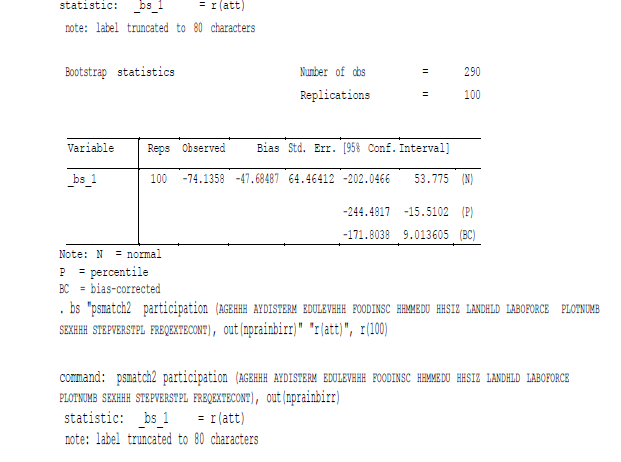 statistic: _bs_1 = r(att)
note: label truncated to 80 characters
Bootstrap statistics Number of obs = 290
Replications = 100
Variable Reps Observed Bias Std. Err. [95% Conf. Interval]
_bs_1 100 -74.1358 -47.68487 64.46412 -202.0466 53.775 (N)
-244.4817 -15.5102 (P)
-171.8038 9.013605 (BC)
Note: N = normal
P = percentile
BC = bias-corrected
. bs "psmatch2 participation (AGEHHH AYDISTERM EDULEVHHH FOODINSC HHMMEDU HHSIZ LANDHLD LABOFORCE PLOTNUMB
SEXHHH STEPVERSTPL FREQEXTECONT), out(nprainbirr)" "r(att)", r(100)
command: psmatch2 participation (AGEHHH AYDISTERM EDULEVHHH FOODINSC HHMMEDU HHSIZ LANDHLD LABOFORCE
PLOTNUMB SEXHHH STEPVERSTPL FREQEXTECONT), out(nprainbirr)
statistic: _bs_1 = r(att)
note: label truncated to 80 characters